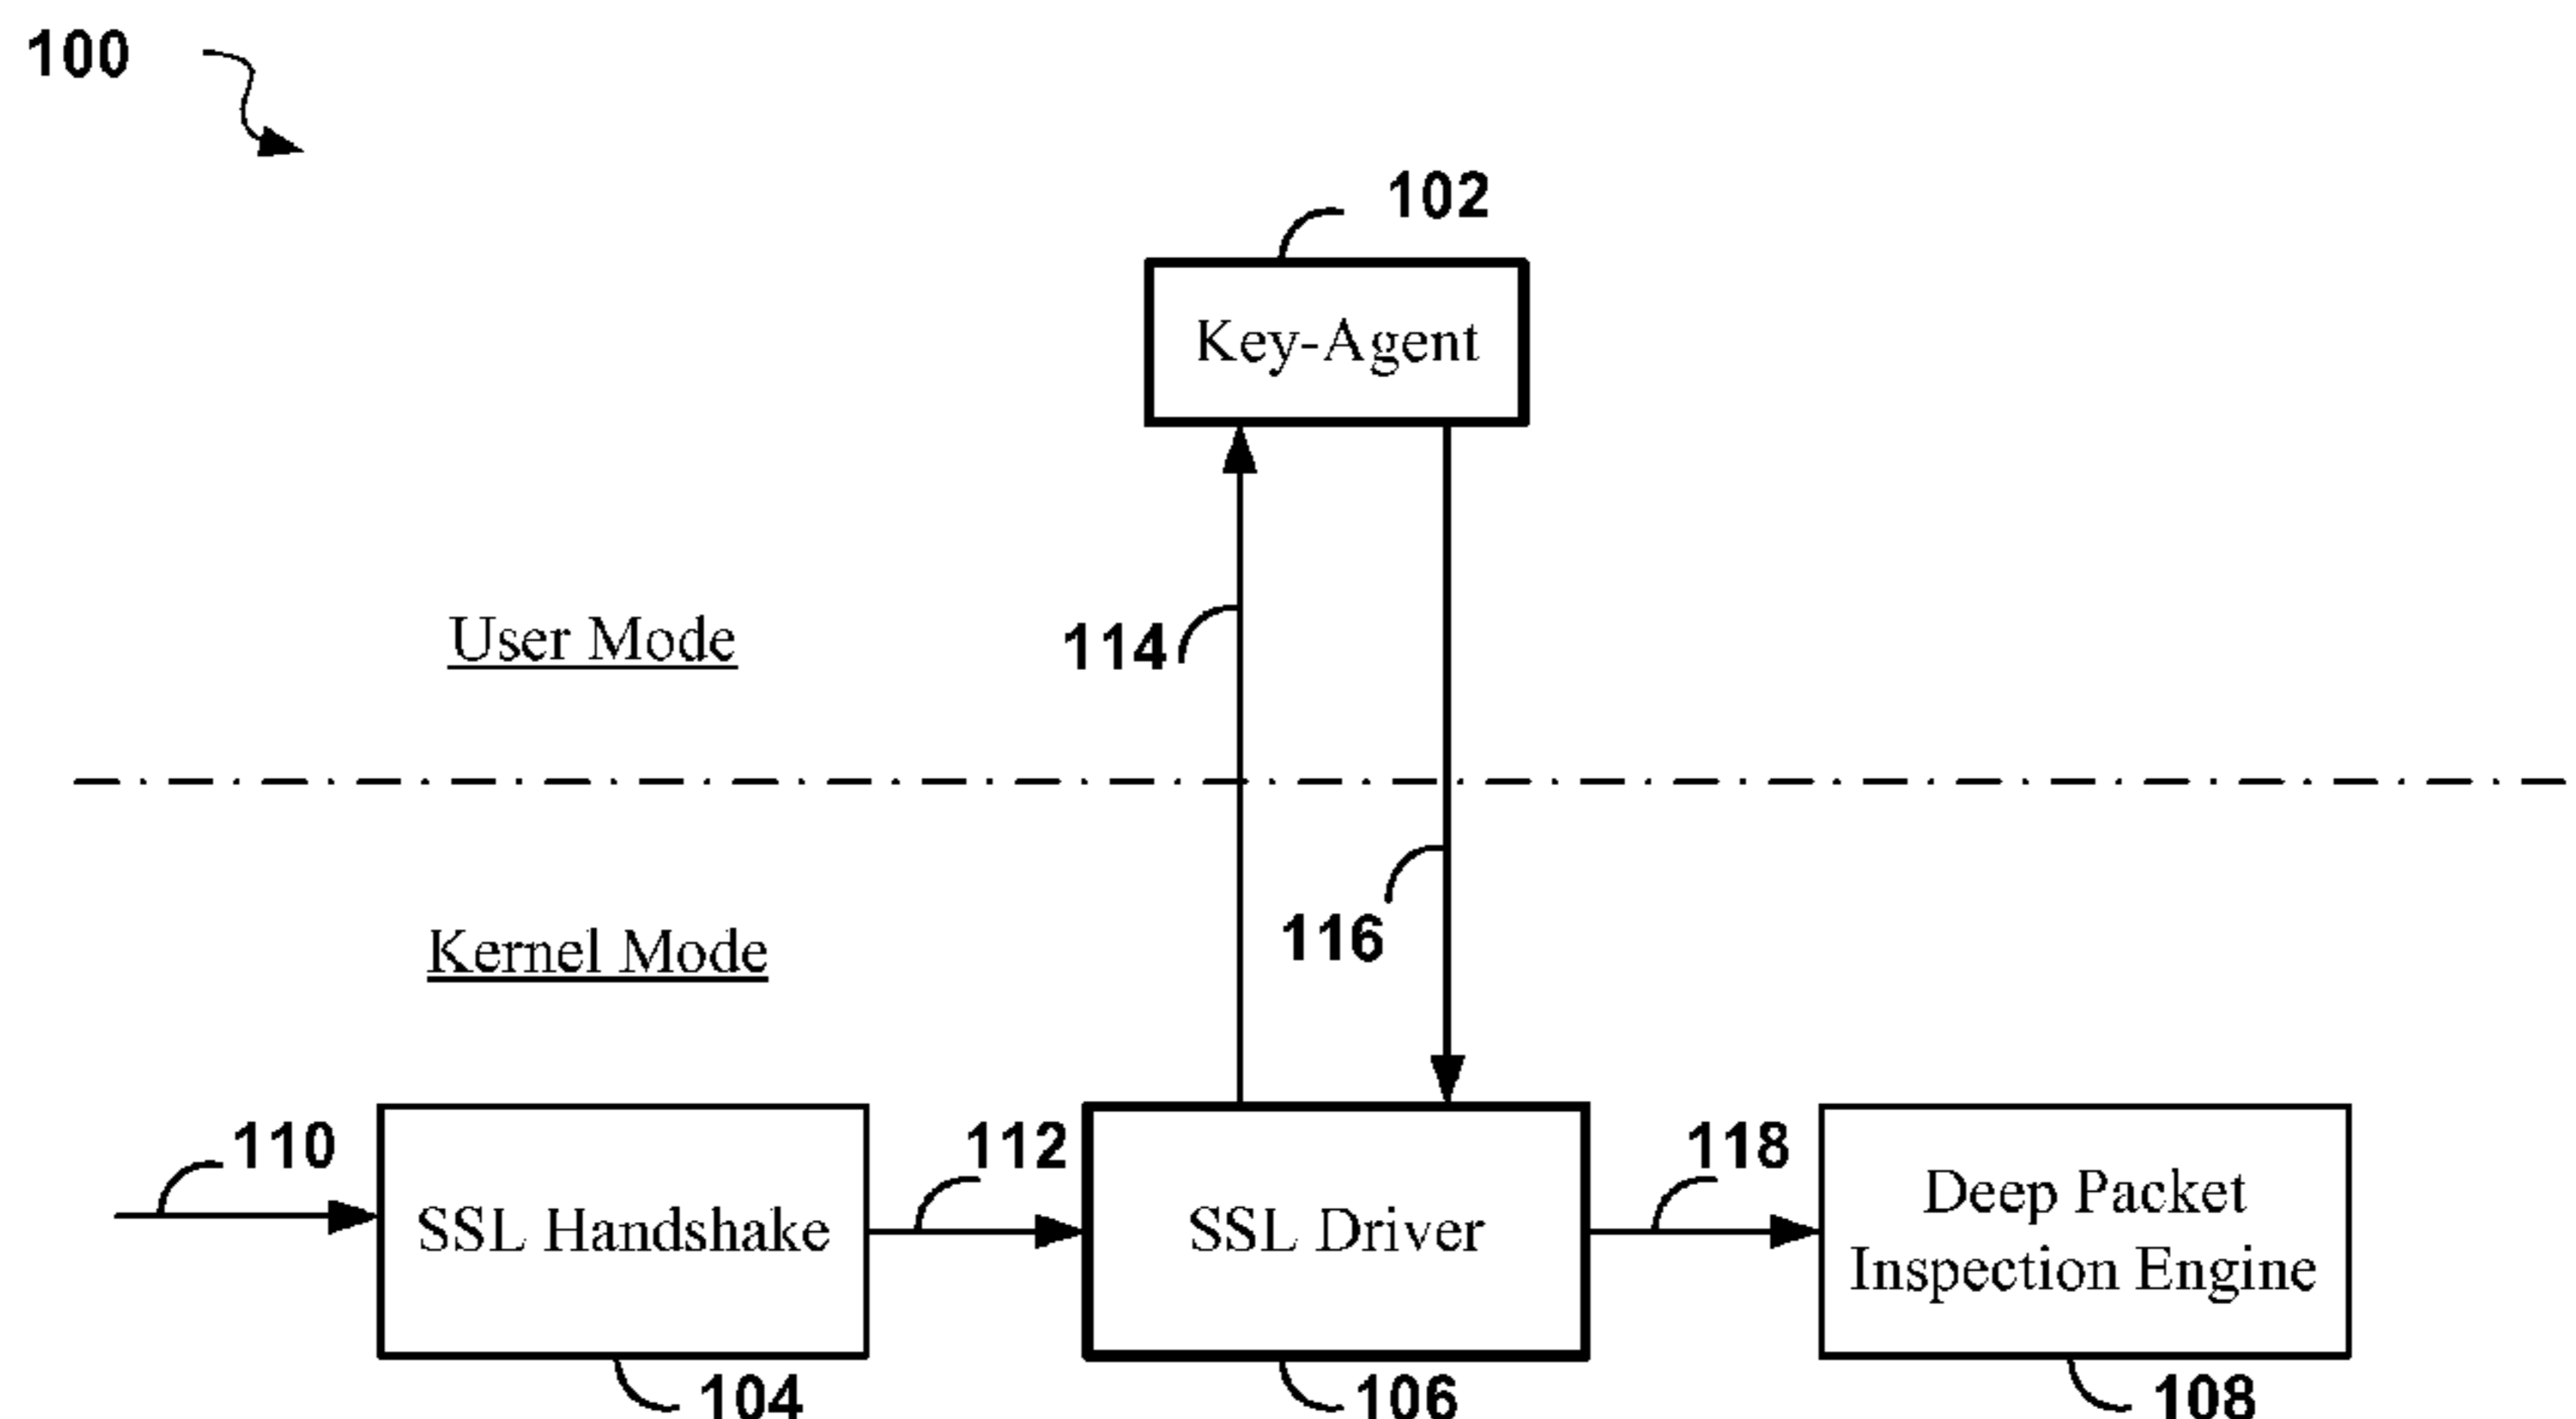 100
102
Key-Agent
User Mode
114
116
Kernel Mode
110
112
118
SSL Handshake
SSL Driver
Deep Packet
Inspection Engine
104
106
108